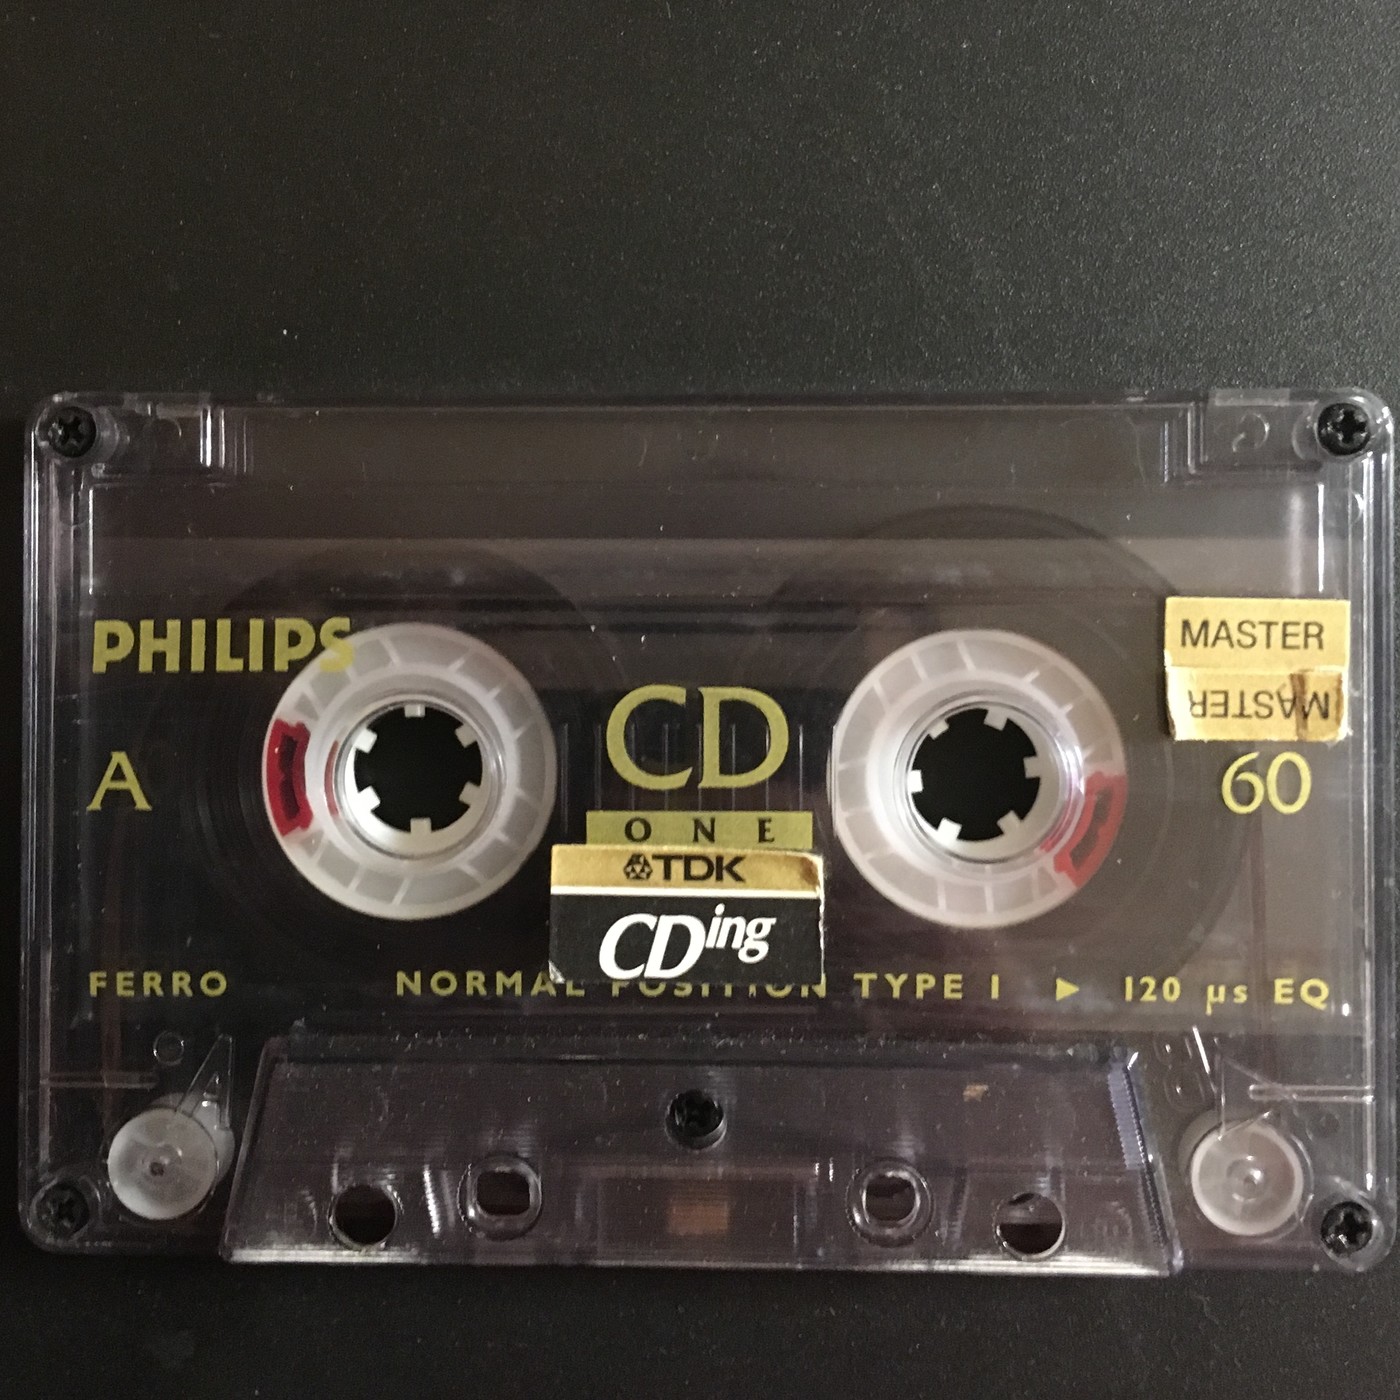 PHILIPS
MASTER
MASTER
CD
A
60
ONE
TDK
CDing
FERRO NORMAL POSITION TYPE I ▶ 120 µs EQ